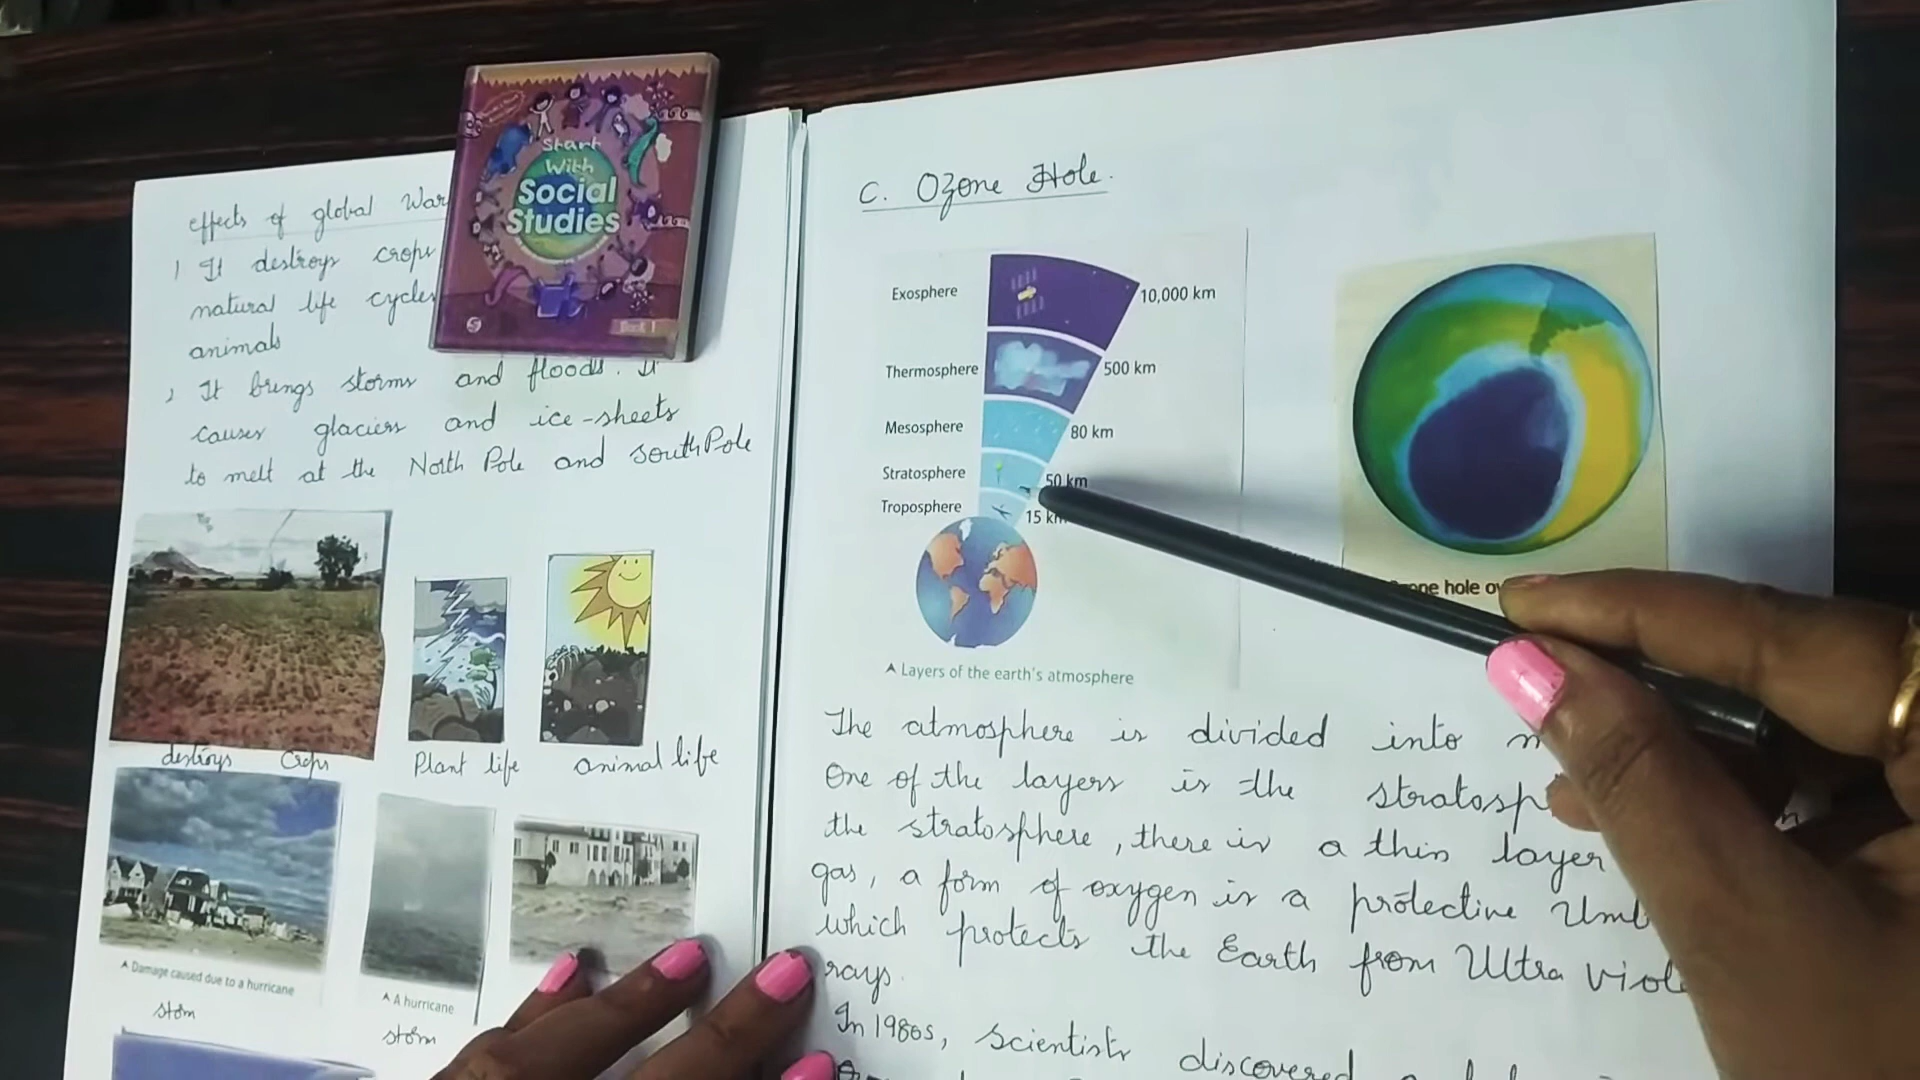 effects of global War
1 It destroys crops
natural life cycles
animals
2 It brings storms and floods. It
causes glaciers and ice-sheets
to melt at the North Pole and South Pole
destroys Crops
Plant life
animal life
Damage caused due to a hurricane
stom
A hurricane
storm
Start
With
Social
Studies
Book 1
C. Ozone Hole.
Exosphere
10,000 km
Thermosphere
500 km
Mesosphere
80 km
Stratosphere
50 km
Troposphere
15 km
Layers of the earth's atmosphere
hole
The atmosphere is divided into
One of the layers is the stratosp
the stratosphere, there is a thin layer
gas, a form of oxygen is a protective Umb
which protects the Earth from Ultra viol
rays.
In 1980s, scientists discovered a